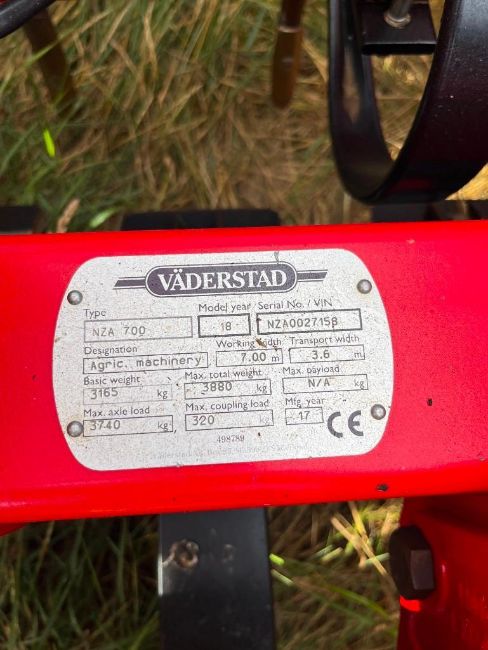 VÄDERSTAD
Type Model year Serial No. / VIN
NZA 700 18 NZA0027158
Designation Working width Transport width
Agric. machinery 7.00 m 3.6 m
Basic weight Max. total weight Max. payload
3165 kg 3880 kg N/A kg
Max. axle load Max. coupling load Mfg. year
3740 kg 320 kg 17 CE
498789